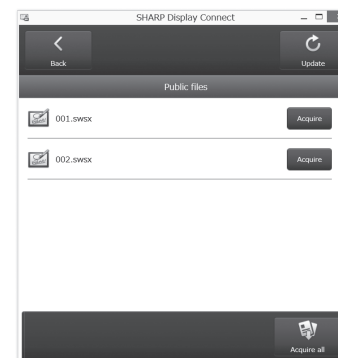 SHARP Display Connect
Back
Update
Public files
001.swsx
Acquire
002.swsx
Acquire
Acquire all